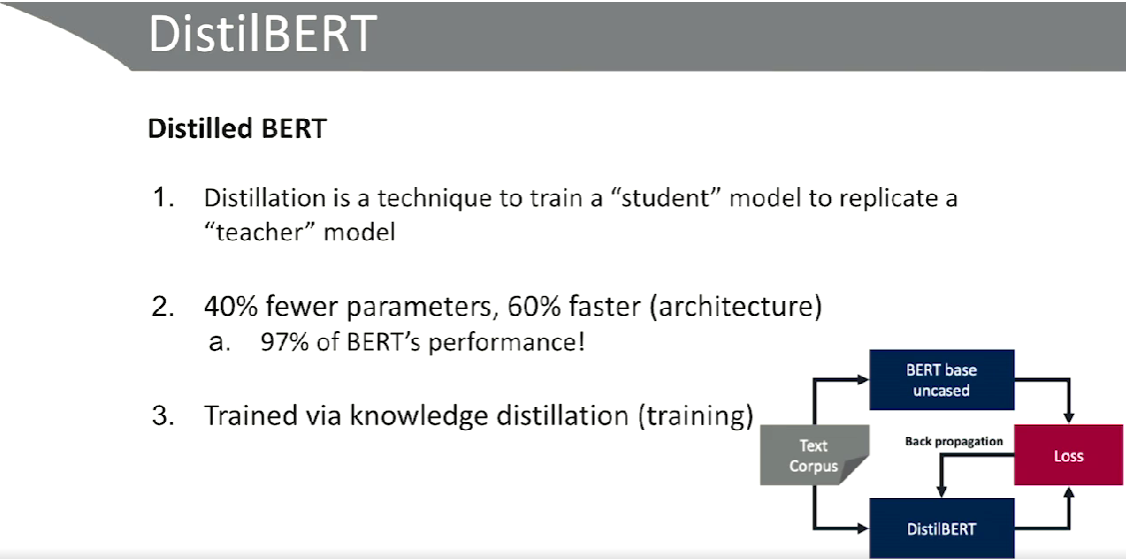 DistilBERT
Distilled BERT
1. Distillation is a technique to train a “student” model to replicate a
“teacher” model
2. 40% fewer parameters, 60% faster (architecture)
a. 97% of BERT’s performance!
3. Trained via knowledge distillation (training)
BERT base
uncased
Text
Corpus
Back propagation
Loss
DistilBERT